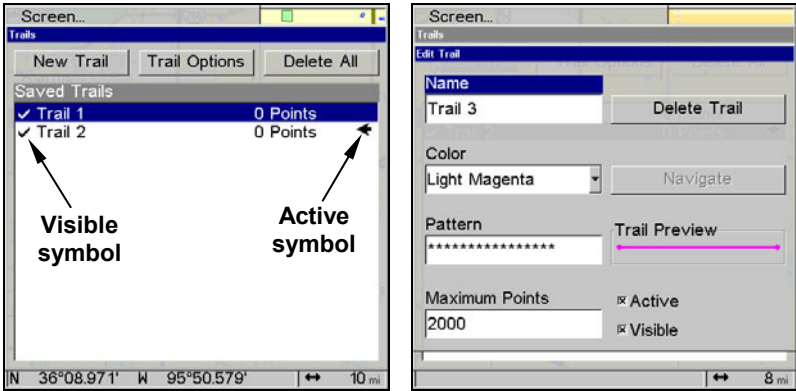 Screen...
Trails
New Trail Trail Options Delete All
Saved Trails
✓ Trail 1 0 Points
✓ Trail 2 0 Points
Visible symbol
Active symbol
N 36°08.971' W 95°50.579' ↔ 10 mi
Screen...
Trails
Edit Trail
Name
Trail 3
Delete Trail
Color
Light Magenta
Navigate
Pattern
****************
Trail Preview
Maximum Points
2000
Active
Visible
↔ 8 mi